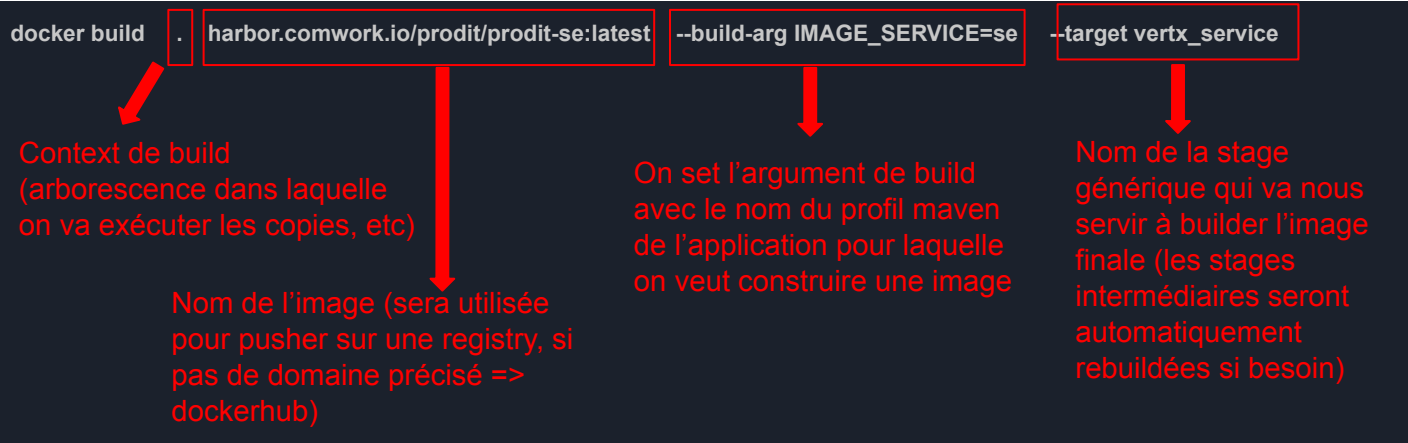 docker build . harbor.comwork.io/prodit/prodit-se:latest --build-arg IMAGE_SERVICE=se --target vertx_service
Context de build
(arborescence dans laquelle
on va exécuter les copies, etc)
Nom de l’image (sera utilisée
pour pusher sur une registry, si
pas de domaine précisé =>
dockerhub)
On set l’argument de build
avec le nom du profil maven
de l’application pour laquelle
on veut construire une image
Nom de la stage
générique qui va nous
servir à builder l’image
finale (les stages
intermédiaires seront
automatiquement
rebuildées si besoin)